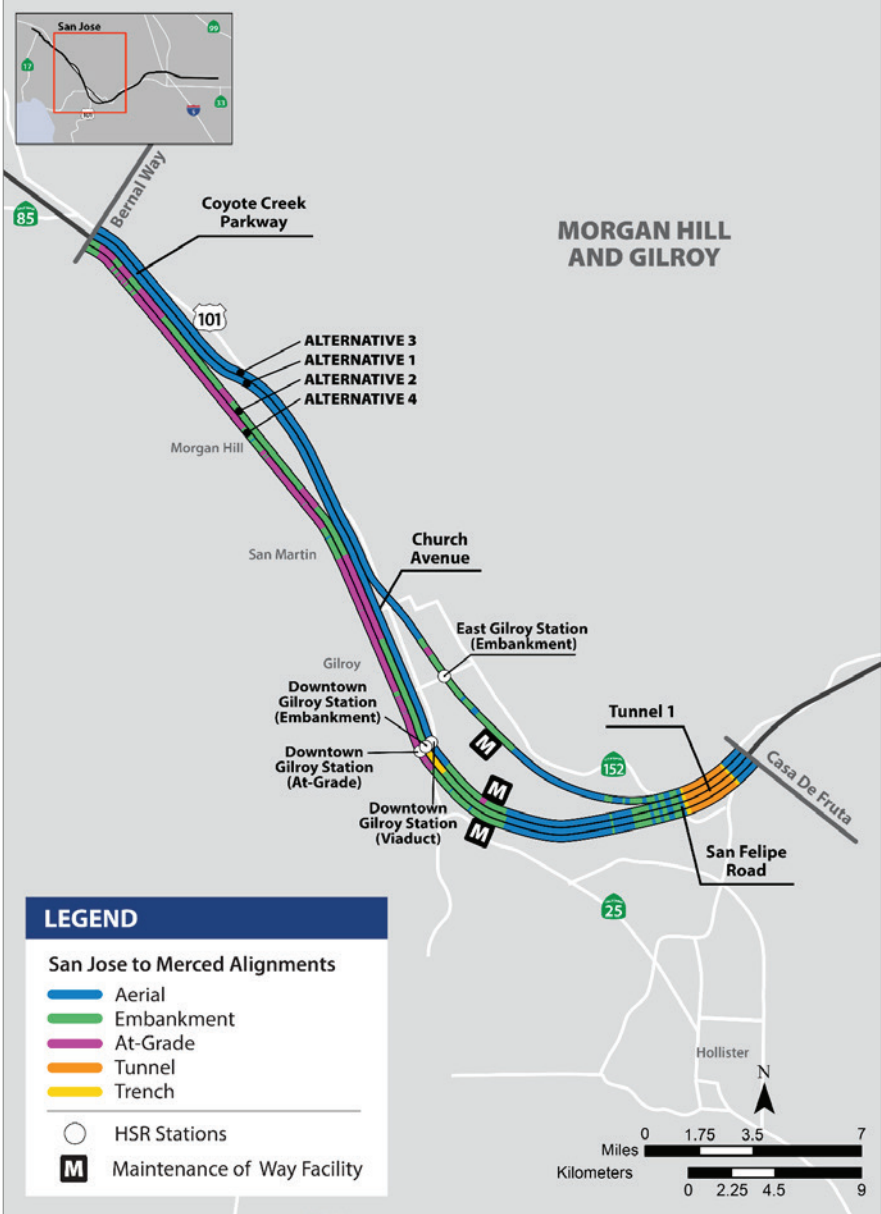 San Jose
99
17
33
101
5
Bernal Way
85
Coyote Creek
Parkway
MORGAN HILL
AND GILROY
101
ALTERNATIVE 3
ALTERNATIVE 1
ALTERNATIVE 2
ALTERNATIVE 4
Morgan Hill
San Martin
Church
Avenue
East Gilroy Station
(Embankment)
Gilroy
Downtown
Gilroy Station
(Embankment)
Tunnel 1
M
Downtown
Gilroy Station
(At-Grade)
152
Casa De Fruta
M
Downtown
Gilroy Station
(Viaduct)
M
San Felipe
Road
25
LEGEND
San Jose to Merced Alignments
Aerial
Embankment
At-Grade
Tunnel
Trench
HSR Stations
M Maintenance of Way Facility
Hollister
N
0 1.75 3.5 7
Miles
Kilometers
0 2.25 4.5 9